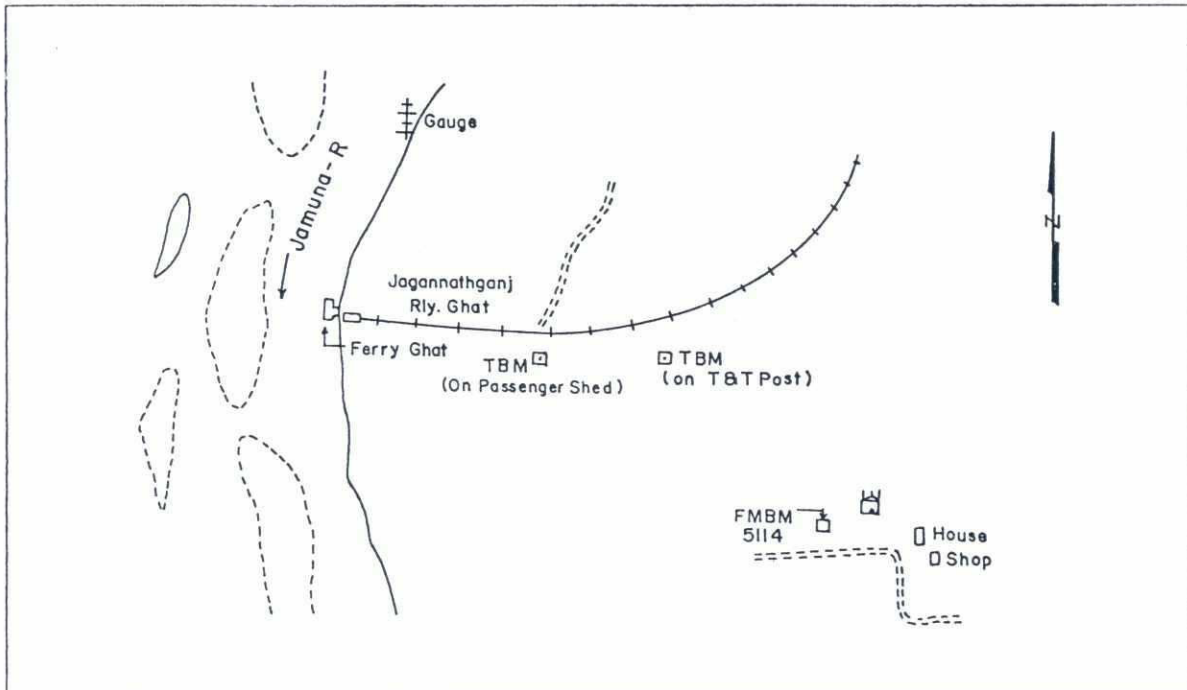 Gauge
Jamuna-R
N
Jagannathganj
Rly. Ghat
Ferry Ghat
TBM
(On Passenger Shed)
TBM
(on T&T Post)
FMBM
5114
House
Shop